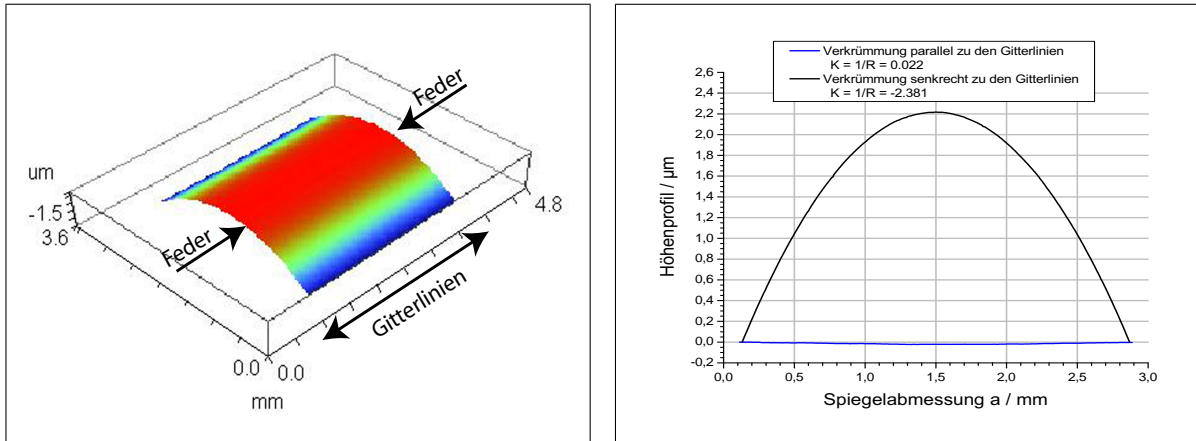 Feder
um
-1.5
3.6
4.8
Feder
Gitterlinien
0.0
0.0
mm
Verkrümmung parallel zu den Gitterlinien
K = 1/R = 0.022
Verkrümmung senkrecht zu den Gitterlinien
K = 1/R = -2.381
Höhenprofil / µm
2,6
2,4
2,2
2,0
1,8
1,6
1,4
1,2
1,0
0,8
0,6
0,4
0,2
0,0
-0,2
0,0 0,5 1,0 1,5 2,0 2,5 3,0
Spiegelabmessung a / mm